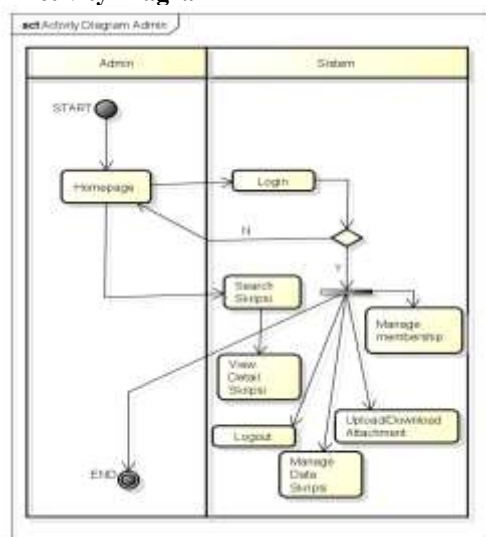 act Activity Diagram Admin
Admin
Sistem
START
Homepage
Login
N
Y
Search
Skripsi
Manage
membership
View
Detail
Skripsi
Upload/Download
Attachment
Logout
Manage
Data
Skripsi
END